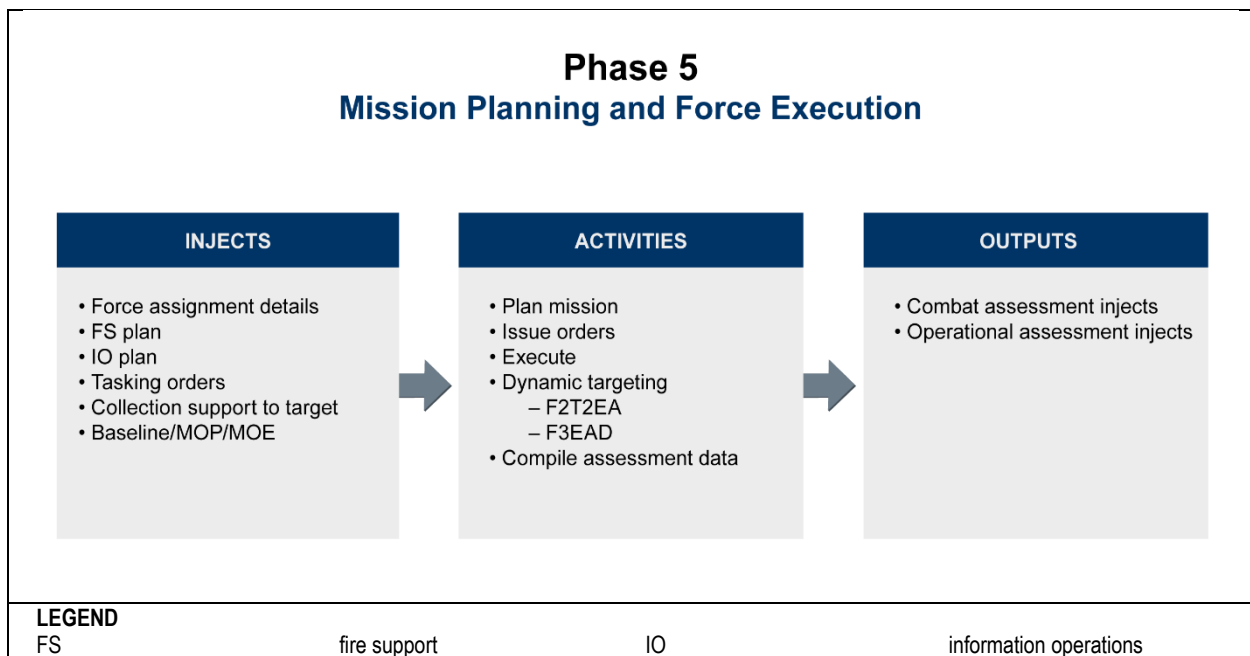 Phase 5
Mission Planning and Force Execution
INJECTS
• Force assignment details
• FS plan
• IO plan
• Tasking orders
• Collection support to target
• Baseline/MOP/MOE
ACTIVITIES
• Plan mission
• Issue orders
• Execute
• Dynamic targeting
– F2T2EA
– F3EAD
• Compile assessment data
OUTPUTS
• Combat assessment injects
• Operational assessment injects
LEGEND
FS fire support IO information operations